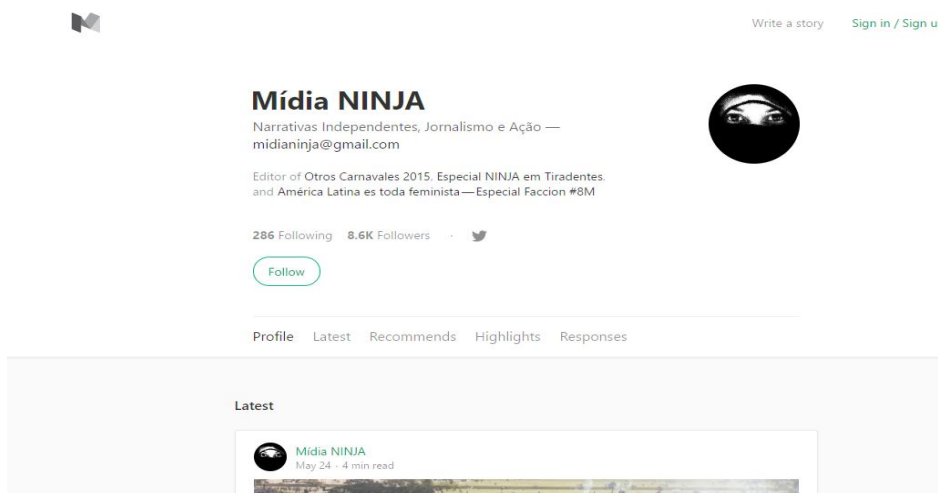 Write a story Sign in / Sign u
Mídia NINJA
Narrativas Independentes, Jornalismo e Ação —
midianinja@gmail.com
Editor of Otros Carnavales 2015. Especial NINJA em Tiradentes.
and América Latina es toda feminista — Especial Faccion #8M
286 Following 8.6K Followers ·
Follow
Profile Latest Recommends Highlights Responses
Latest
Mídia NINJA
May 24 · 4 min read